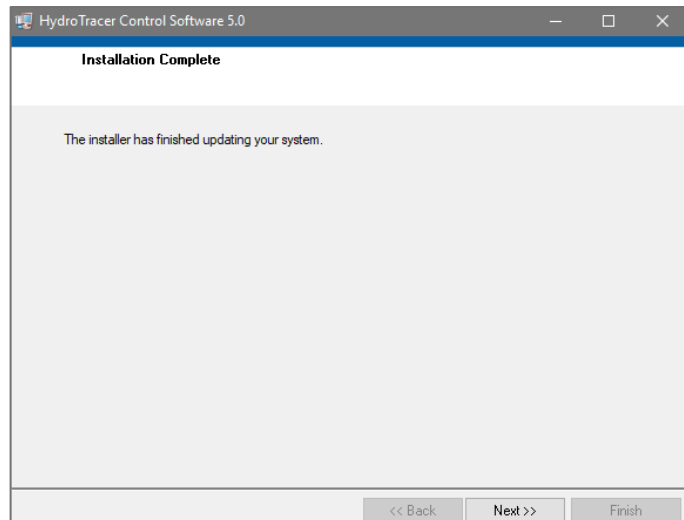 HydroTracer Control Software 5.0
Installation Complete
The installer has finished updating your system.
<< Back Next >> Finish